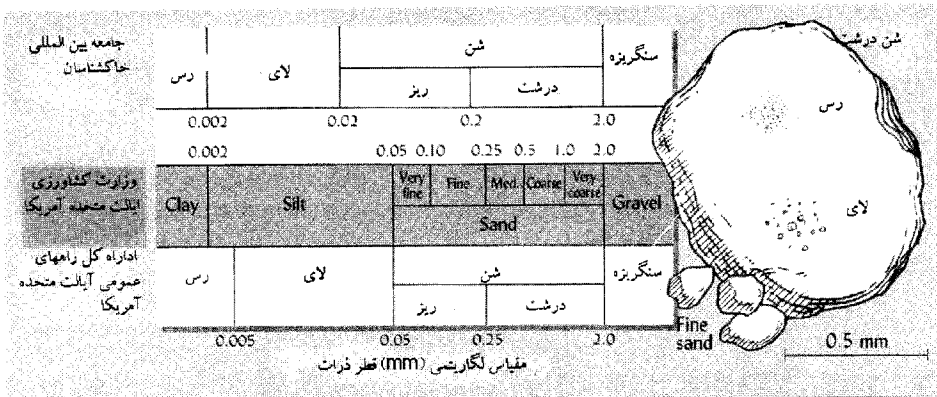 جامعه بین المللی
خاکشناسان
رس
لای
شن
ریز
درشت
سنگریزه
0.002
0.02
0.2
2.0
0.002
0.05
0.10
0.25
0.5
1.0
2.0
وزارت کشاورزی
ایالت متحده آمریکا
Clay
Silt
Very fine
Fine
Med.
Coarse
Very coarse
Sand
Gravel
اداراه کل راههای
عمومی آیالت متحده
آمریکا
رس
لای
شن
ریز
درشت
سنگریزه
0.005
0.05
0.25
2.0
مقیاس لگاریتمی (mm) قطر ذرات
شن درشت
رس
لای
Fine
sand
0.5 mm